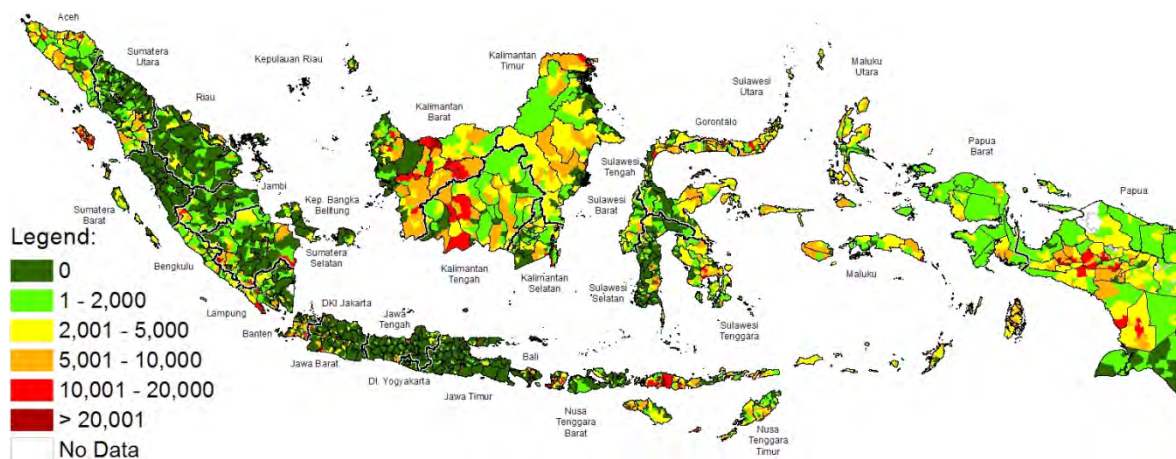 Aceh
Sumatera
Utara
Kepulauan Riau
Riau
Kalimantan
Timur
Kalimantan
Barat
Sulawesi
Utara
Maluku
Utara
Gorontalo
Papua
Barat
Papua
Sulawesi
Tengah
Jambi
Kep. Bangka
Belitung
Sulawesi
Barat
Sumatera
Barat
Sumatera
Selatan
Bengkulu
Kalimantan
Tengah
Kalimantan
Selatan
Sulawesi
Selatan
Maluku
Lampung
DKI Jakarta
Jawa
Tengah
Sulawesi
Tenggara
Banten
Jawa Barat
DI. Yogyakarta
Bali
Jawa Timur
Nusa
Tenggara
Barat
Nusa
Tenggara
Timur
Legend:
0
1 - 2,000
2,001 - 5,000
5,001 - 10,000
10,001 - 20,000
> 20,001
No Data